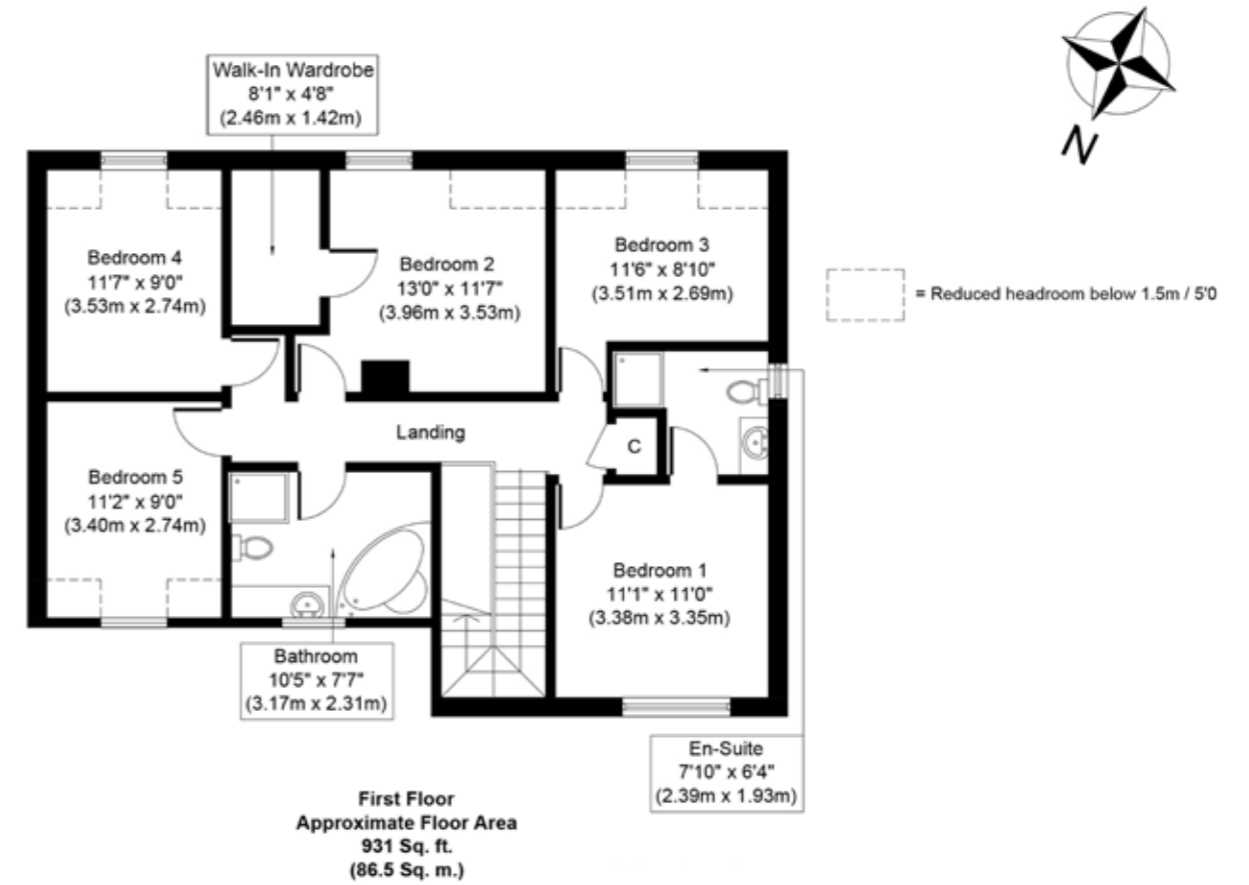 Walk-In Wardrobe
8'1" x 4'8"
(2.46m x 1.42m)
N
Bedroom 4
11'7" x 9'0"
(3.53m x 2.74m)
Bedroom 2
13'0" x 11'7"
(3.96m x 3.53m)
Bedroom 3
11'6" x 8'10"
(3.51m x 2.69m)
= Reduced headroom below 1.5m / 5'0
Landing
C
Bedroom 5
11'2" x 9'0"
(3.40m x 2.74m)
Bedroom 1
11'1" x 11'0"
(3.38m x 3.35m)
Bathroom
10'5" x 7'7"
(3.17m x 2.31m)
En-Suite
7'10" x 6'4"
(2.39m x 1.93m)
First Floor
Approximate Floor Area
931 Sq. ft.
(86.5 Sq. m.)